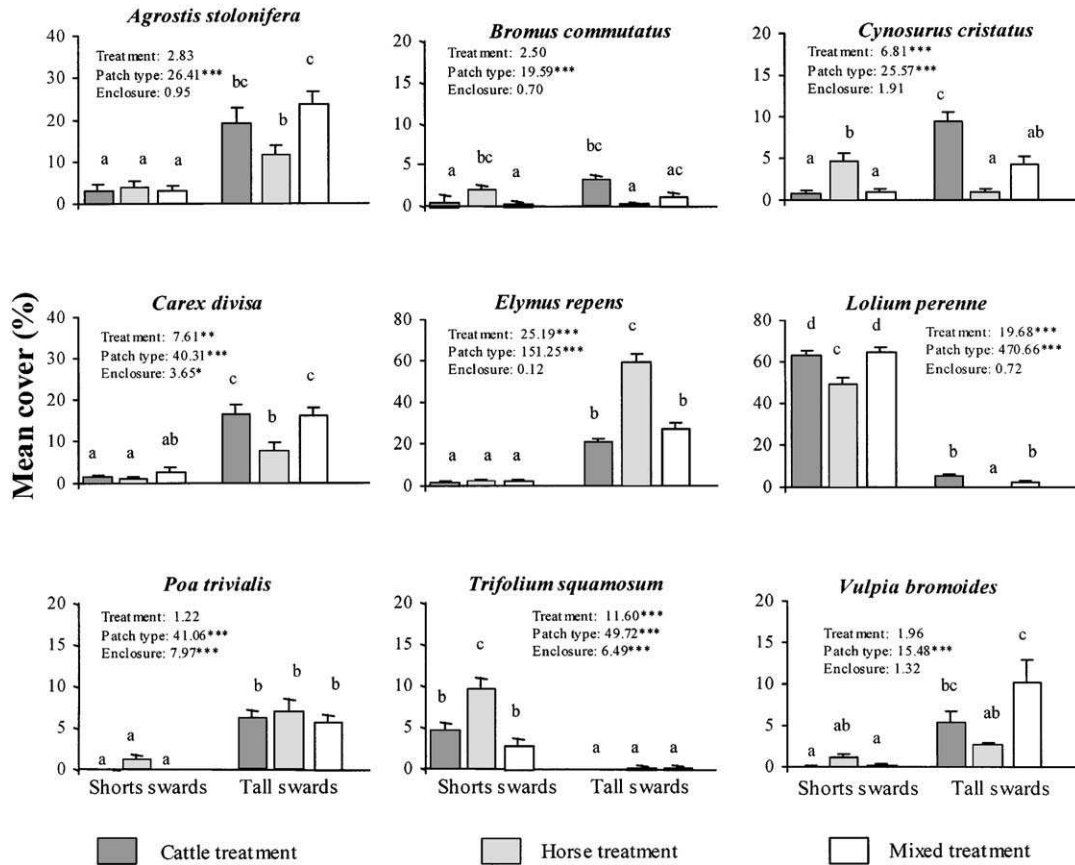 Agrostis stolonifera
Bromus commutatus
Cynosurus cristatus
50
40
30
20
10
0
Treatment: 2.83
Patch type: 26.41***
Enclosure: 0.95
a
a
a
bc
b
c
20
15
10
5
0
Treatment: 2.50
Patch type: 19.59***
Enclosure: 0.70
a
bc
a
bc
a
ac
20
15
10
5
0
Treatment: 6.81***
Patch type: 25.57***
Enclosure: 1.91
a
b
a
c
a
ab
Mean cover (%)
Carex divisa
Elymus repens
Lolium perenne
40
30
20
10
0
Treatment: 7.61**
Patch type: 40.31***
Enclosure: 3.65*
a
a
ab
c
b
c
80
60
40
20
0
Treatment: 25.19***
Patch type: 151.25***
Enclosure: 0.12
a
a
a
b
c
b
80
60
40
20
0
Treatment: 19.68***
Patch type: 470.66***
Enclosure: 0.72
d
c
d
b
a
b
Poa trivialis
Trifolium squamosum
Vulpia bromoides
20
15
10
5
0
Treatment: 1.22
Patch type: 41.06***
Enclosure: 7.97***
a
a
a
b
b
b
Shorts swards Tall swards
20
15
10
5
0
Treatment: 11.60***
Patch type: 49.72***
Enclosure: 6.49***
b
c
b
a
a
a
Shorts swards Tall swards
20
15
10
5
0
Treatment: 1.96
Patch type: 15.48***
Enclosure: 1.32
a
ab
a
bc
ab
c
Shorts swards Tall swards
Cattle treatment
Horse treatment
Mixed treatment